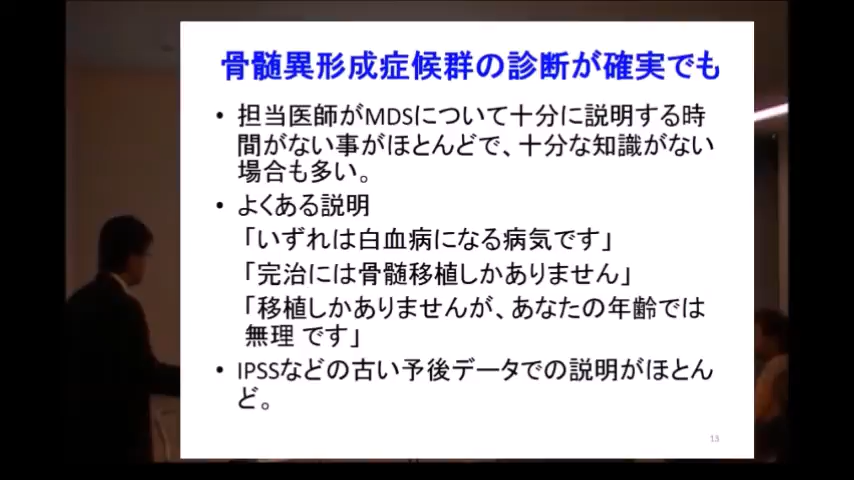 骨髄異形成症候群の診断が確実でも
• 担当医師がMDSについて十分に説明する時
間がない事がほとんどで、十分な知識がない
場合も多い。
• よくある説明
「いずれは白血病になる病気です」
「完治には骨髄移植しかありません」
「移植しかありませんが、あなたの年齢では
無理 です」
• IPSSなどの古い予後データでの説明がほとん
ど。
13